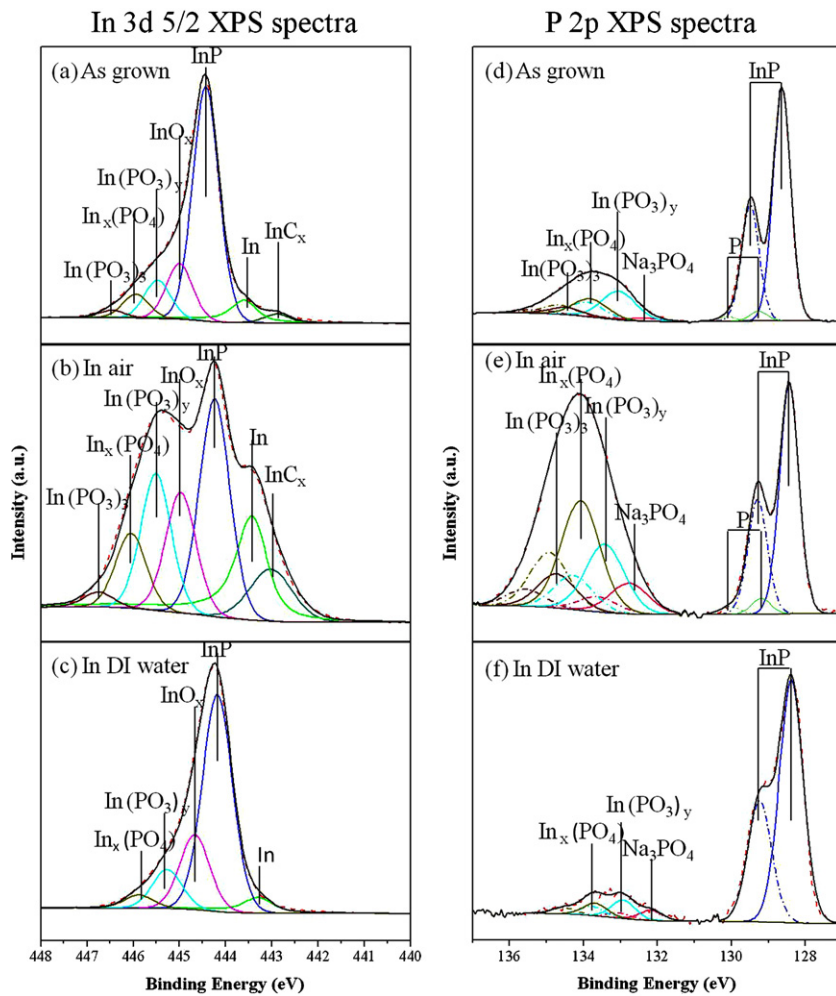 In 3d 5/2 XPS spectra
P 2p XPS spectra
(a) As grown
InP
InOₓ
In(PO₃)ᵧ
Inₓ(PO₄)
In(PO₃)₃
In
InCₓ
(b) In air
InP
InOₓ
In(PO₃)ᵧ
Inₓ(PO₄)
In(PO₃)₃
In
InCₓ
(c) In DI water
InP
InOₓ
In(PO₃)ᵧ
Inₓ(PO₄)
In
Intensity (a.u.)
448 447 446 445 444 443 442 441 440
Binding Energy (eV)
(d) As grown
InP
In(PO₃)ᵧ
Inₓ(PO₄)
In(PO₃)₃
Na₃PO₄
P
(e) In air
InP
Inₓ(PO₄)
In(PO₃)ᵧ
In(PO₃)₃
Na₃PO₄
P
(f) In DI water
InP
In(PO₃)ᵧ
Inₓ(PO₄)
Na₃PO₄
Intensity (a.u.)
136 134 132 130 128
Binding Energy (eV)